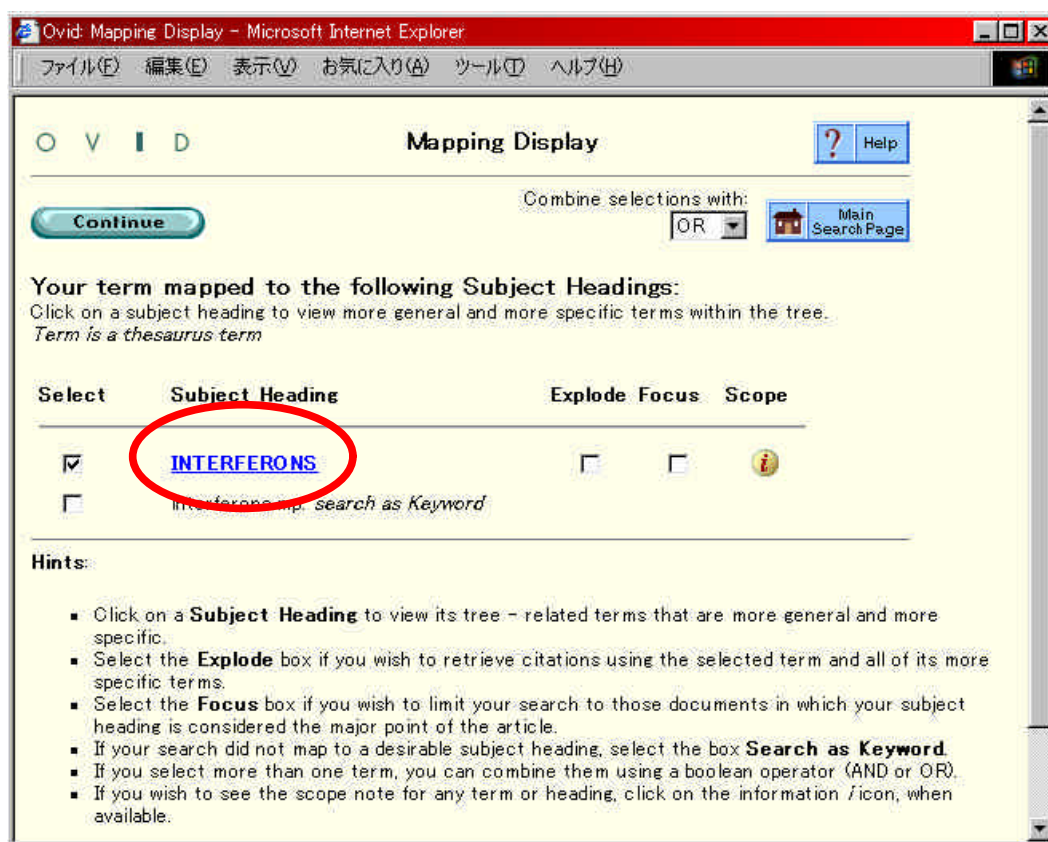 Ovid: Mapping Display - Microsoft Internet Explorer
ファイル(F) 編集(E) 表示(V) お気に入り(A) ツール(T) ヘルプ(H)
OVID Mapping Display ? Help
Combine selections with:
Continue OR Main Search Page
Your term mapped to the following Subject Headings:
Click on a subject heading to view more general and more specific terms within the tree.
Term is a thesaurus term
Select Subject Heading Explode Focus Scope
INTERFERONS i
mp. search as Keyword
Hints:
▪ Click on a Subject Heading to view its tree - related terms that are more general and more
specific.
▪ Select the Explode box if you wish to retrieve citations using the selected term and all of its more
specific terms.
▪ Select the Focus box if you wish to limit your search to those documents in which your subject
heading is considered the major point of the article.
▪ If your search did not map to a desirable subject heading, select the box Search as Keyword.
▪ If you select more than one term, you can combine them using a boolean operator (AND or OR).
▪ If you wish to see the scope note for any term or heading, click on the information i icon, when
available.